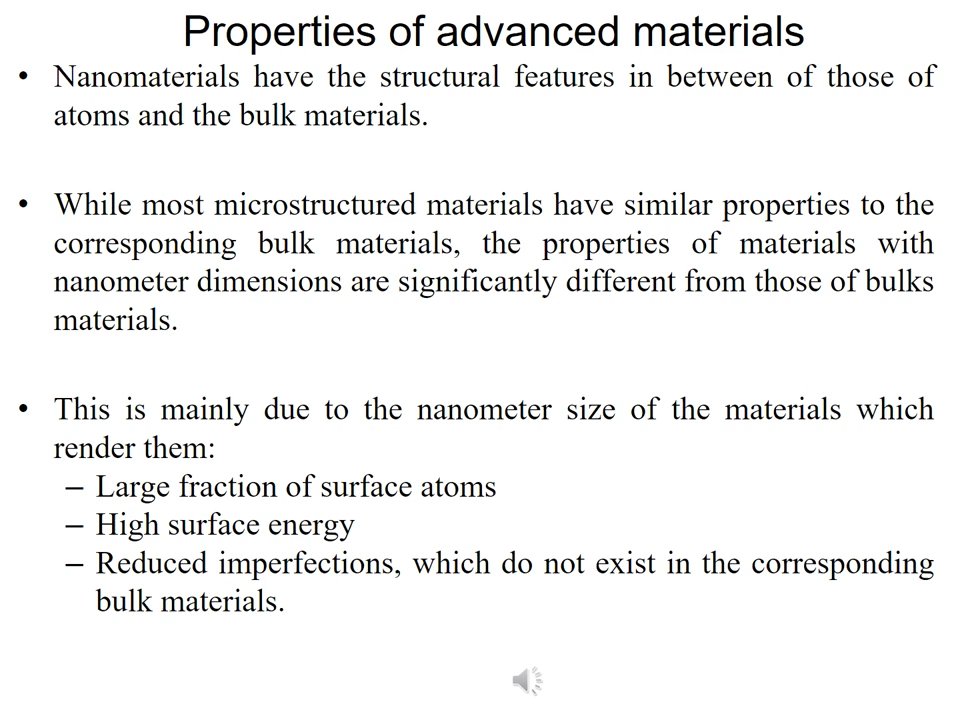 Properties of advanced materials
• Nanomaterials have the structural features in between of those of
atoms and the bulk materials.
• While most microstructured materials have similar properties to the
corresponding bulk materials, the properties of materials with
nanometer dimensions are significantly different from those of bulks
materials.
• This is mainly due to the nanometer size of the materials which
render them:
– Large fraction of surface atoms
– High surface energy
– Reduced imperfections, which do not exist in the corresponding
bulk materials.